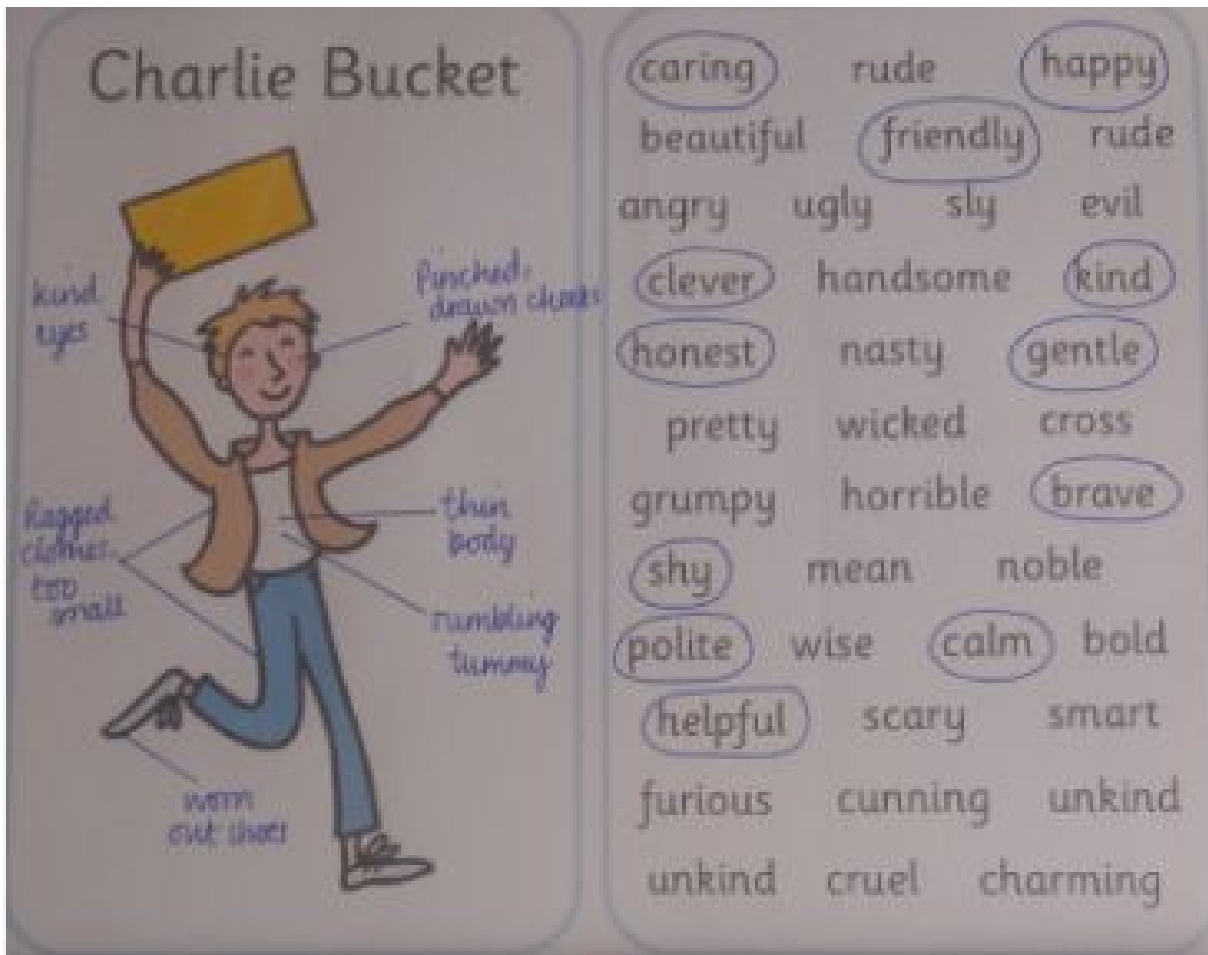 Charlie Bucket
kind
eyes
Pinched,
drawn cheeks
Ragged
clothes,
too
small
thin
body
rumbling
tummy
worn
out shoes
caring rude happy
beautiful friendly rude
angry ugly sly evil
clever handsome kind
honest nasty gentle
pretty wicked cross
grumpy horrible brave
shy mean noble
polite wise calm bold
helpful scary smart
furious cunning unkind
unkind cruel charming